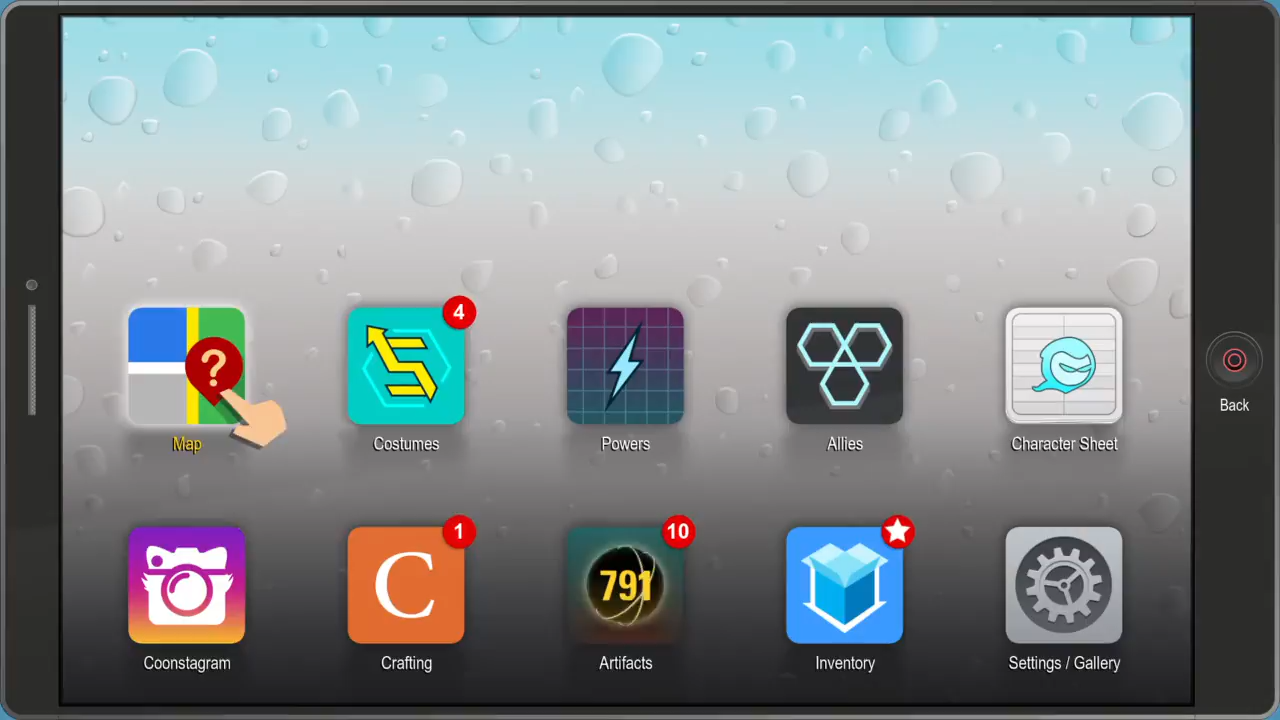 4
?
Map
Costumes
Powers
Allies
Character Sheet
Back
1
10
C
791
Coonstagram
Crafting
Artifacts
Inventory
Settings / Gallery